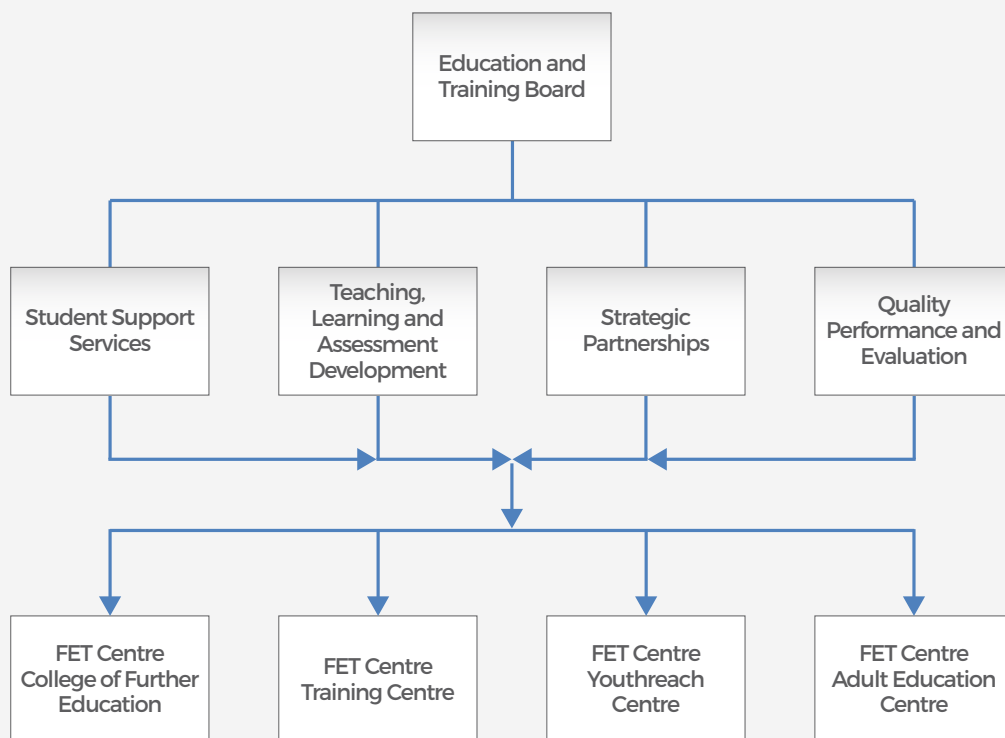 Education and
Training Board
Student Support
Services
Teaching,
Learning and
Assessment
Development
Strategic
Partnerships
Quality
Performance and
Evaluation
FET Centre
College of Further
Education
FET Centre
Training Centre
FET Centre
Youthreach
Centre
FET Centre
Adult Education
Centre